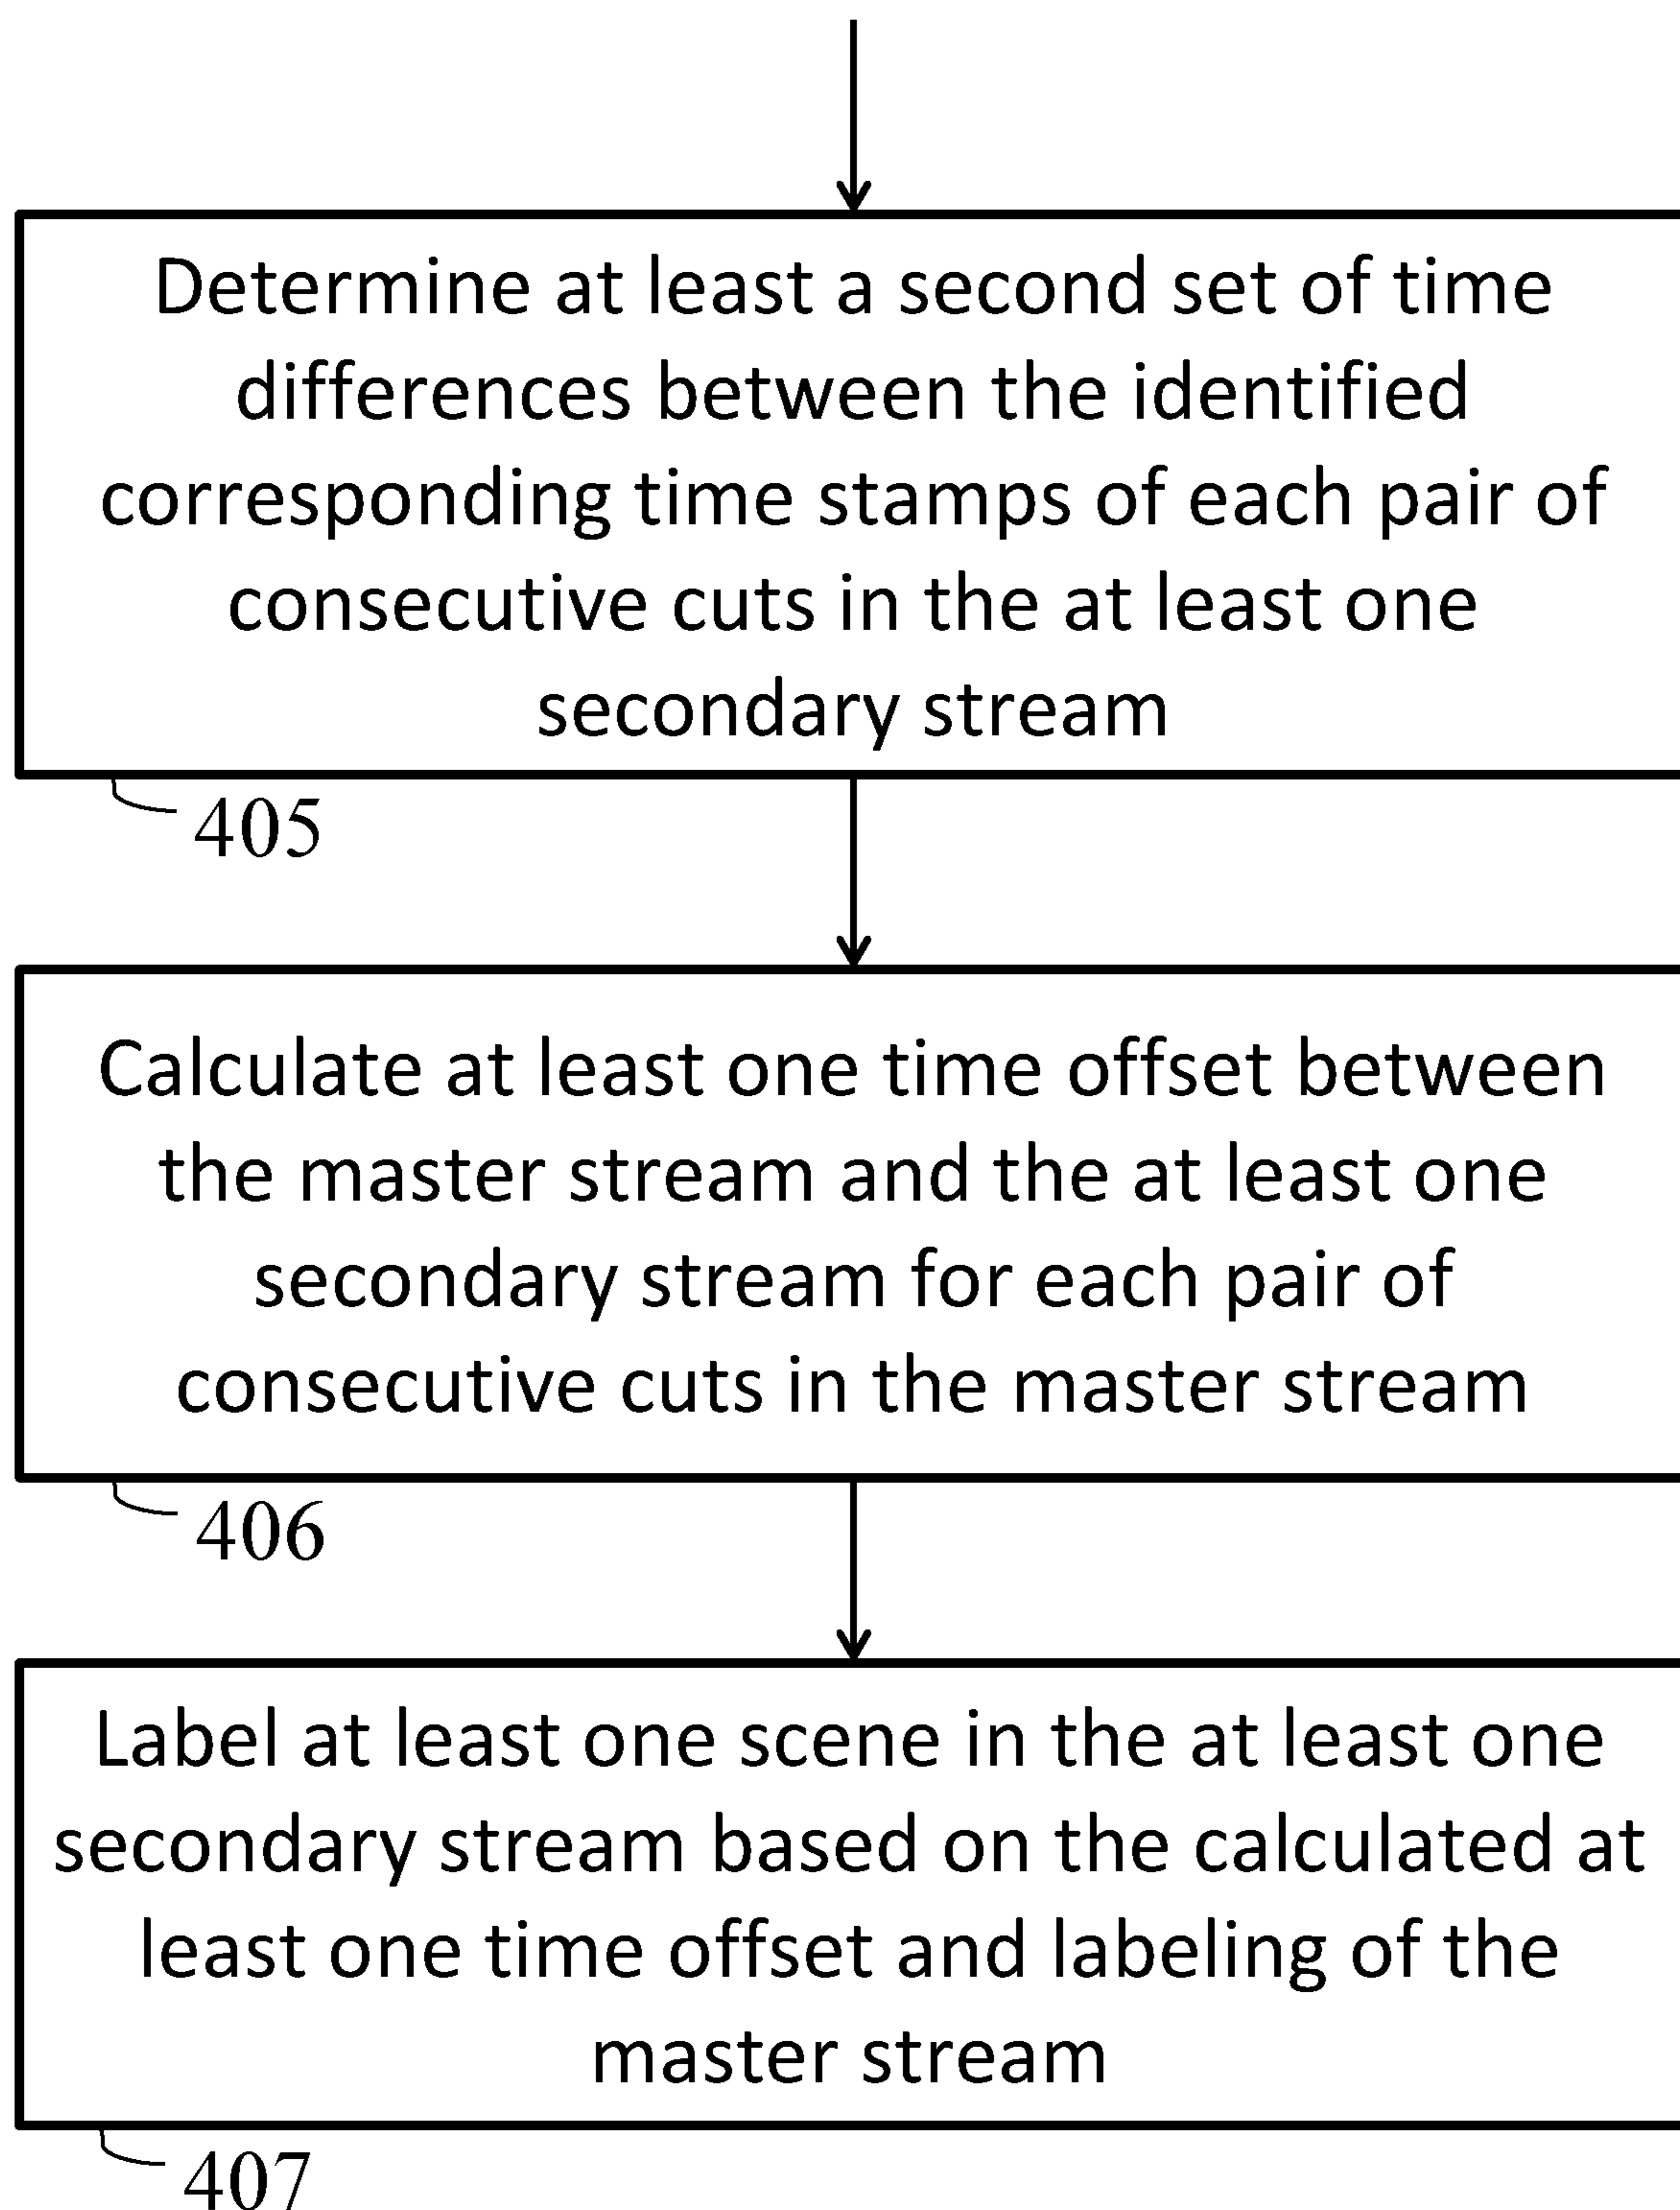 Determine at least a second set of time
differences between the identified
corresponding time stamps of each pair of
consecutive cuts in the at least one
secondary stream
405
Calculate at least one time offset between
the master stream and the at least one
secondary stream for each pair of
consecutive cuts in the master stream
406
Label at least one scene in the at least one
secondary stream based on the calculated at
least one time offset and labeling of the
master stream
407